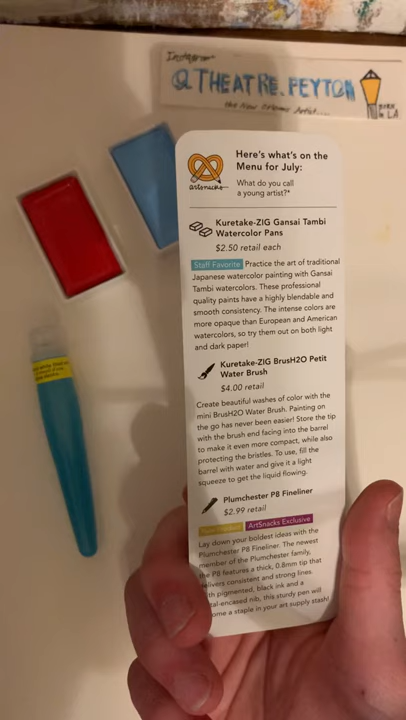 Instagram
@THEATRE.PEYTON
the New Orleans Artist....
BORN
in LA
artsnacks
Here's what's on the
Menu for July:
What do you call
a young artist?*
Kuretake-ZIG Gansai Tambi
Watercolor Pans
$2.50 retail each
Staff Favorite Practice the art of traditional
Japanese watercolor painting with Gansai
Tambi watercolors. These professional
quality paints have a highly blendable and
smooth consistency. The intense colors are
more opaque than European and American
watercolors, so try them out on both light
and dark paper!
Kuretake-ZIG BrusH2O Petit
Water Brush
$4.00 retail
Create beautiful washes of color with the
mini BrusH2O Water Brush. Painting on
the go has never been easier! Store the tip
with the brush end facing into the barrel
to make it even more compact, while also
protecting the bristles. To use, fill the
barrel with water and give it a light
squeeze to get the liquid flowing.
Plumchester P8 Fineliner
$2.99 retail
ArtSnacks Exclusive
Lay down your boldest ideas with the
Plumchester P8 Fineliner. The newest
member of the Plumchester family,
the P8 features a thick, 0.8mm tip that
delivers consistent and strong lines.
pigmented, black ink and a
tal-encased nib, this sturdy pen will
ome a staple in your art supply stash!